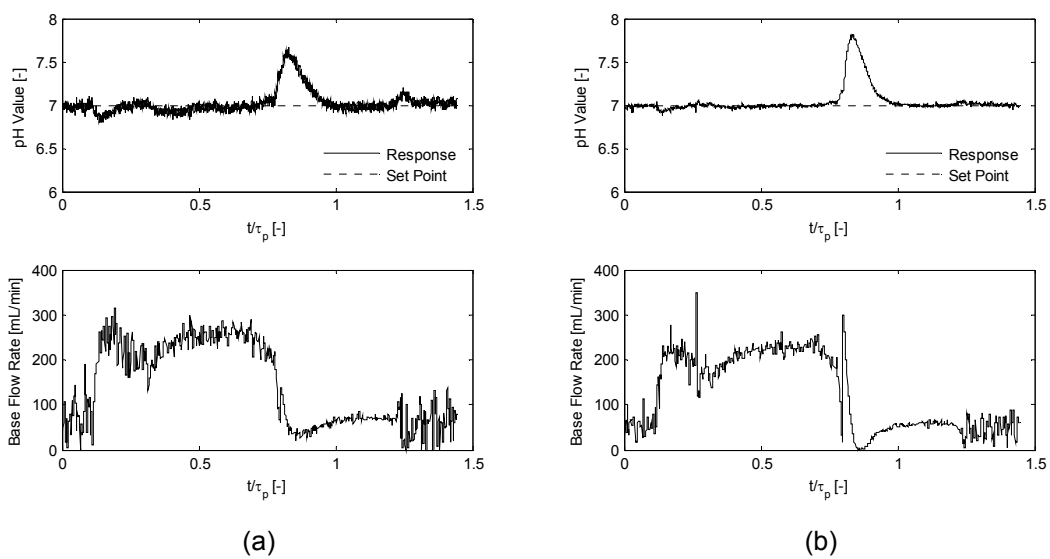 8
7.5
7
6.5
6
pH Value [-]
Response
Set Point
0
0.5
1
1.5
t/τp [-]
400
300
200
100
0
Base Flow Rate [mL/min]
0
0.5
1
1.5
t/τp [-]
(a)
8
7.5
7
6.5
6
pH Value [-]
Response
Set Point
0
0.5
1
1.5
t/τp [-]
400
300
200
100
0
Base Flow Rate [mL/min]
0
0.5
1
1.5
t/τp [-]
(b)